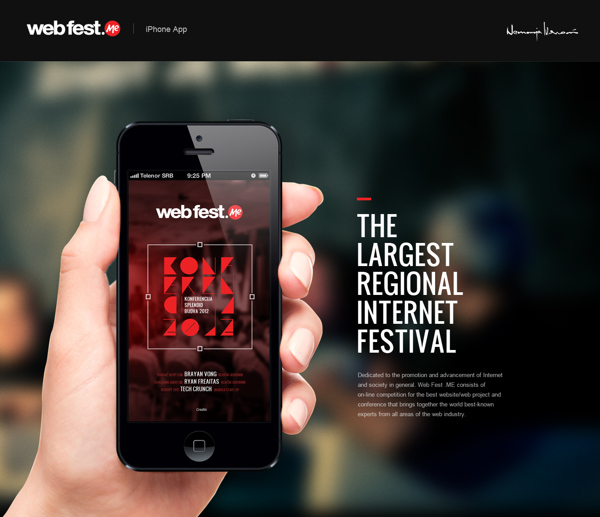 web fest.Me
iPhone App
Telenor SRB
9:25 PM
web fest.Me
KONFERENCIJA
SPLENDID
BUDVA 2012
BRAYAN VONG
RYAN FREAITAS
TECH CRUNCH
Credits
THE
LARGEST
REGIONAL
INTERNET
FESTIVAL
Dedicated to the promotion and advancement of Internet
and society in general. Web Fest .ME consists of
on-line competition for the best website/web project and
conference that brings together the world best-known
experts from all areas of the web industry.